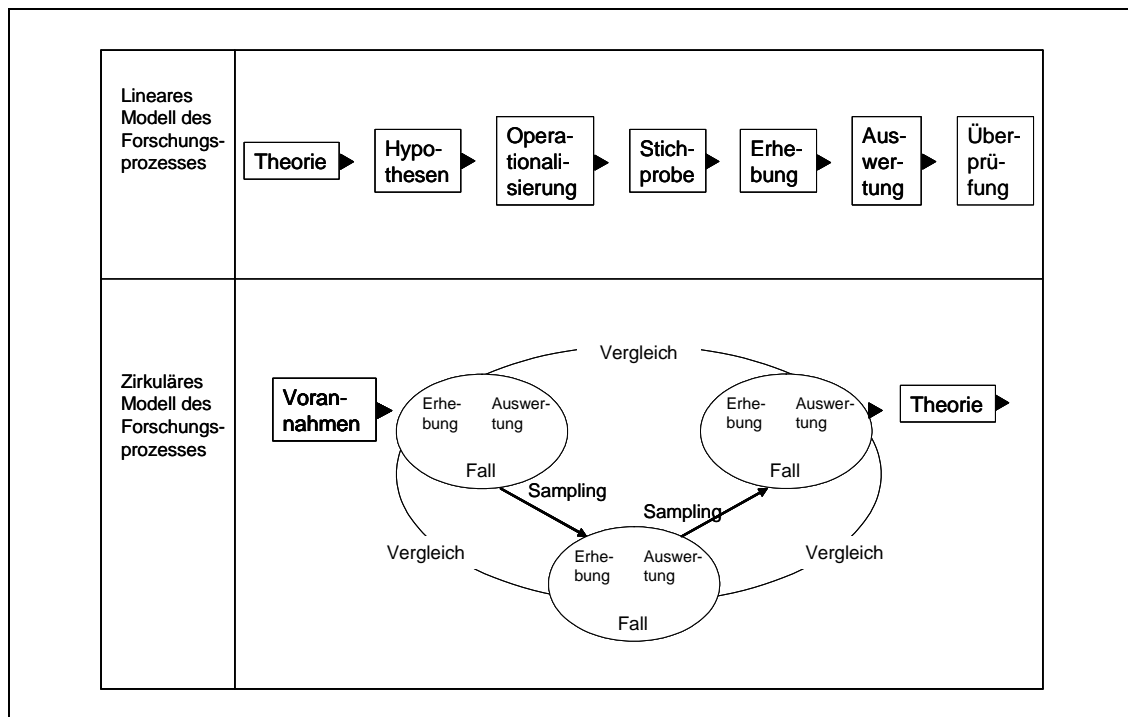 Lineares
Modell des
Forschungs-
prozesses
Theorie
Hypo-
thesen
Opera-
tionali-
sierung
Stich-
probe
Erhe-
bung
Aus-
wer-
tung
Über-
prü-
fung
Zirkuläres
Modell des
Forschungs-
prozesses
Voran-
nahmen
Vergleich
Erhe-
bung
Auswer-
tung
Fall
Erhe-
bung
Auswer-
tung
Fall
Theorie
Sampling
Sampling
Vergleich
Vergleich
Erhe-
bung
Auswer-
tung
Fall